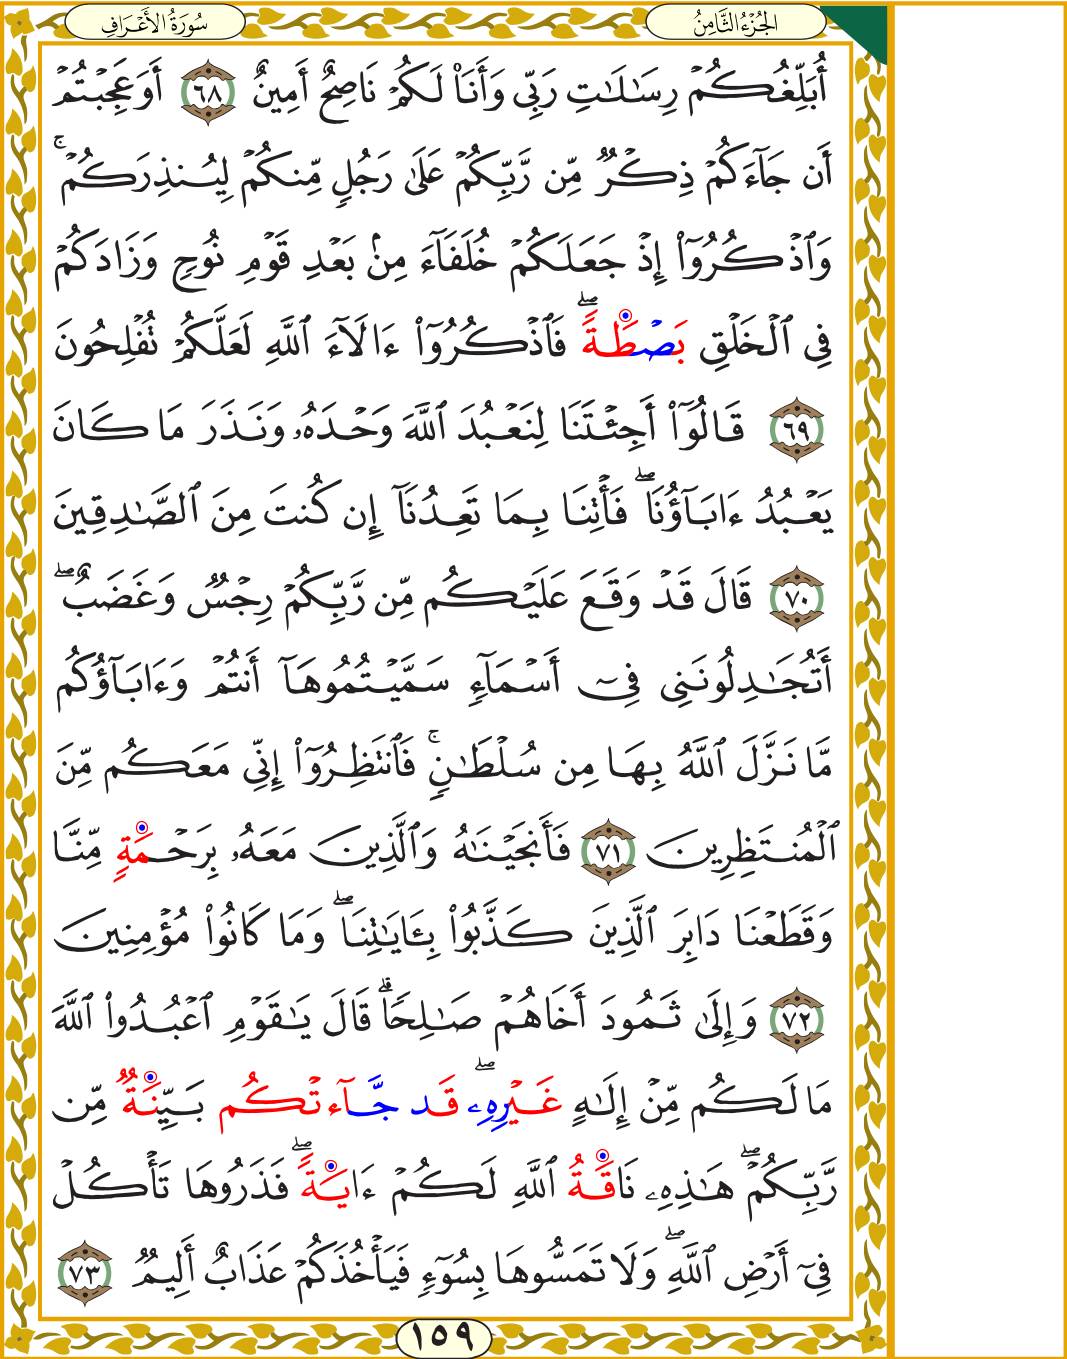 الجُزْءُ الثَّامِنُ
سُورَةُ الأَعْرَافِ
أُبَلِّغُكُمْ رِسَٰلَٰتِ رَبِّى وَأَنَا۠ لَكُمْ نَاصِحٌ أَمِينٌ ٦٨ أَوَعَجِبْتُمْ
أَن جَآءَكُمْ ذِكْرٌ مِّن رَّبِّكُمْ عَلَىٰ رَجُلٍ مِّنكُمْ لِيُنذِرَكُمْ ۚ
وَٱذْكُرُوٓا۟ إِذْ جَعَلَكُمْ خُلَفَآءَ مِنۢ بَعْدِ قَوْمِ نُوحٍ وَزَادَكُمْ
فِى ٱلْخَلْقِ بَصْطَةً ۖ فَٱذْكُرُوٓا۟ ءَالَآءَ ٱللَّهِ لَعَلَّكُمْ تُفْلِحُونَ
٦٩ قَالُوٓا۟ أَجِئْتَنَا لِنَعْبُدَ ٱللَّهَ وَحْدَهُۥ وَنَذَرَ مَا كَانَ
يَعْبُدُ ءَابَآؤُنَا ۖ فَأْتِنَا بِمَا تَعِدُنَآ إِن كُنتَ مِنَ ٱلصَّٰدِقِينَ
٧٠ قَالَ قَدْ وَقَعَ عَلَيْكُم مِّن رَّبِّكُمْ رِجْسٌ وَغَضَبٌ ۖ
أَتُجَٰدِلُونَنِى فِىٓ أَسْمَآءٍ سَمَّيْتُمُوهَآ أَنتُمْ وَءَابَآؤُكُم
مَّا نَزَّلَ ٱللَّهُ بِهَا مِن سُلْطَٰنٍ ۚ فَٱنتَظِرُوٓا۟ إِنِّى مَعَكُم مِّنَ
ٱلْمُنتَظِرِينَ ٧١ فَأَنجَيْنَٰهُ وَٱلَّذِينَ مَعَهُۥ بِرَحْمَةٍ مِّنَّا
وَقَطَعْنَا دَابِرَ ٱلَّذِينَ كَذَّبُوا۟ بِـَٔايَٰتِنَا ۖ وَمَا كَانُوا۟ مُؤْمِنِينَ
٧٢ وَإِلَىٰ ثَمُودَ أَخَاهُمْ صَٰلِحًا ۗ قَالَ يَٰقَوْمِ ٱعْبُدُوا۟ ٱللَّهَ
مَا لَكُم مِّنْ إِلَٰهٍ غَيْرِهِۦ ۖ قَد جَّآءَتْكُم بَيِّنَةٌ مِّن
رَّبِّكُمْ ۖ هَٰذِهِۦ نَاقَةُ ٱللَّهِ لَكُمْ ءَايَةً ۖ فَذَرُوهَا تَأْكُلْ
فِىٓ أَرْضِ ٱللَّهِ ۖ وَلَا تَمَسُّوهَا بِسُوٓءٍ فَيَأْخُذَكُمْ عَذَابٌ أَلِيمٌ ٧٣
١٥٩